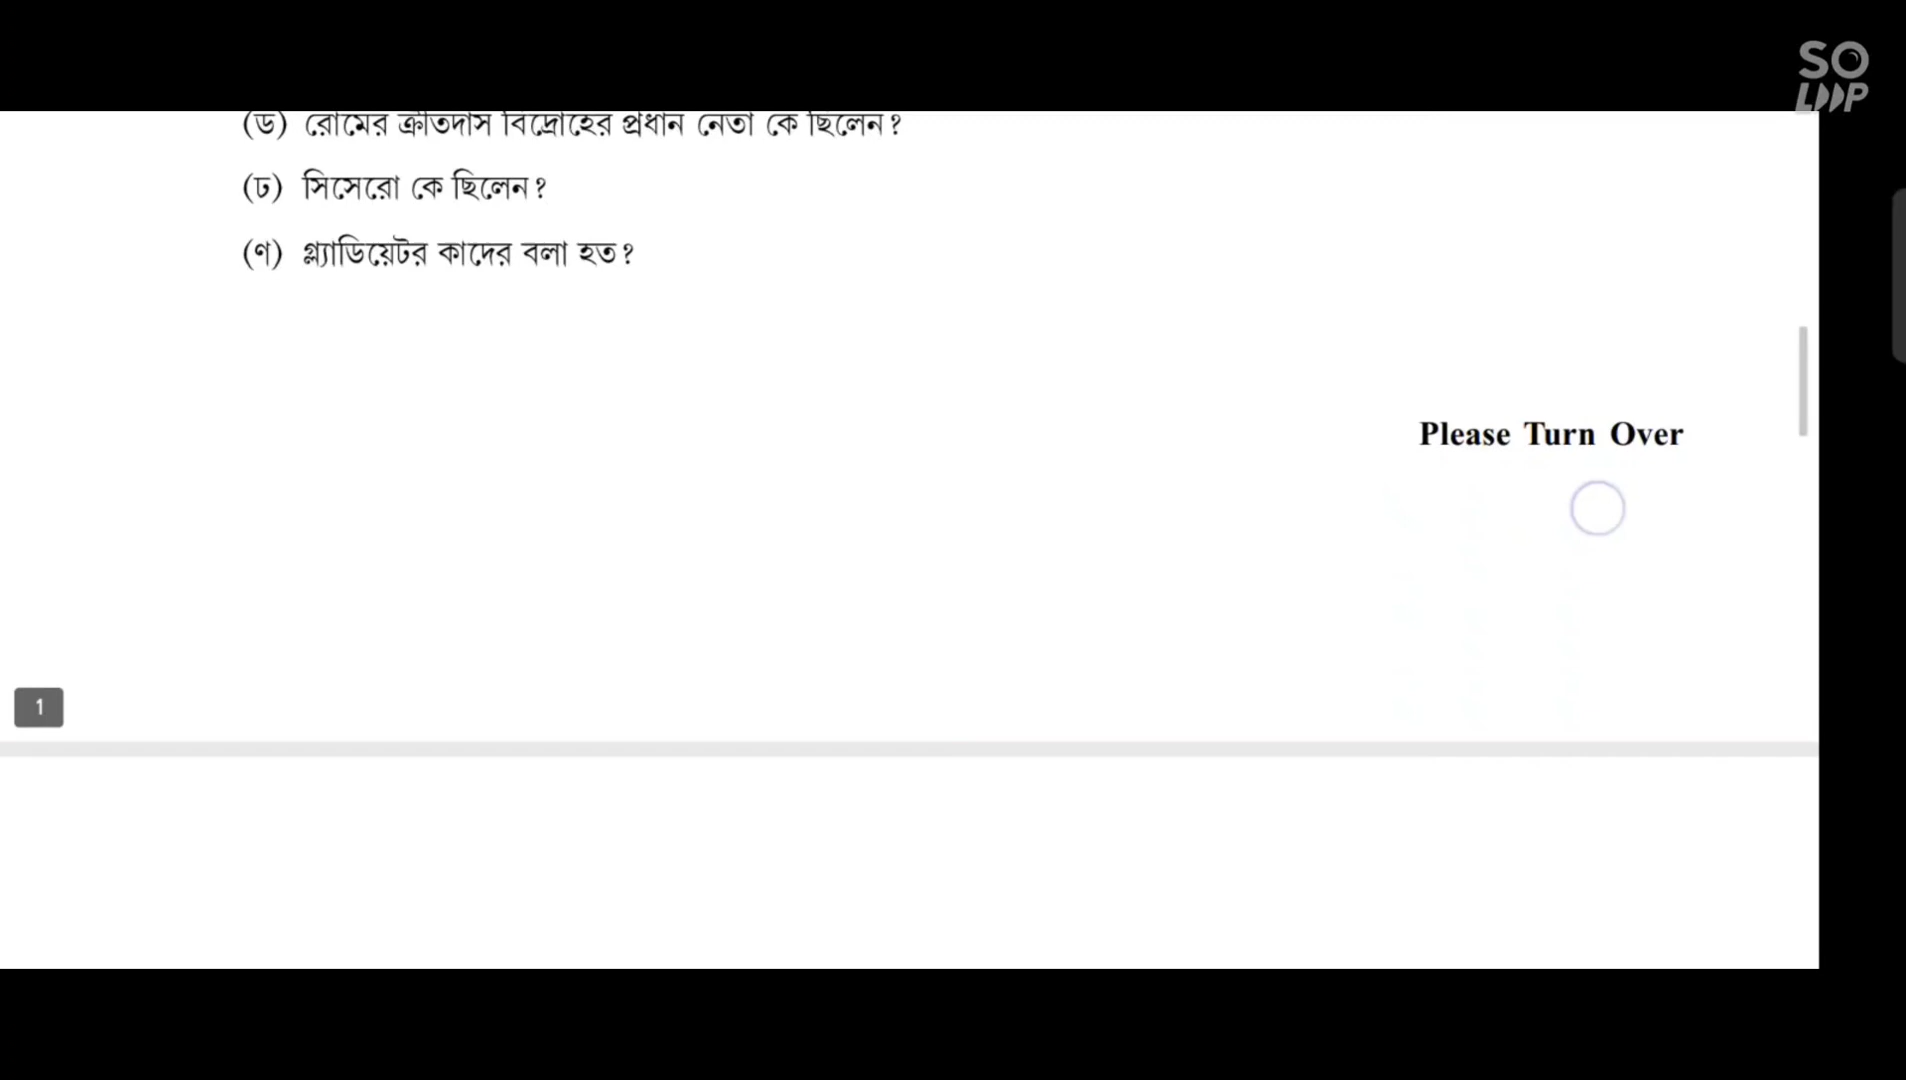 SO
LOOP
(ড) রোমের ক্রীতদাস বিদ্রোহের প্রধান নেতা কে ছিলেন?
(ঢ) সিসেরো কে ছিলেন?
(ণ) গ্ল্যাডিয়েটর কাদের বলা হত?
Please Turn Over
1